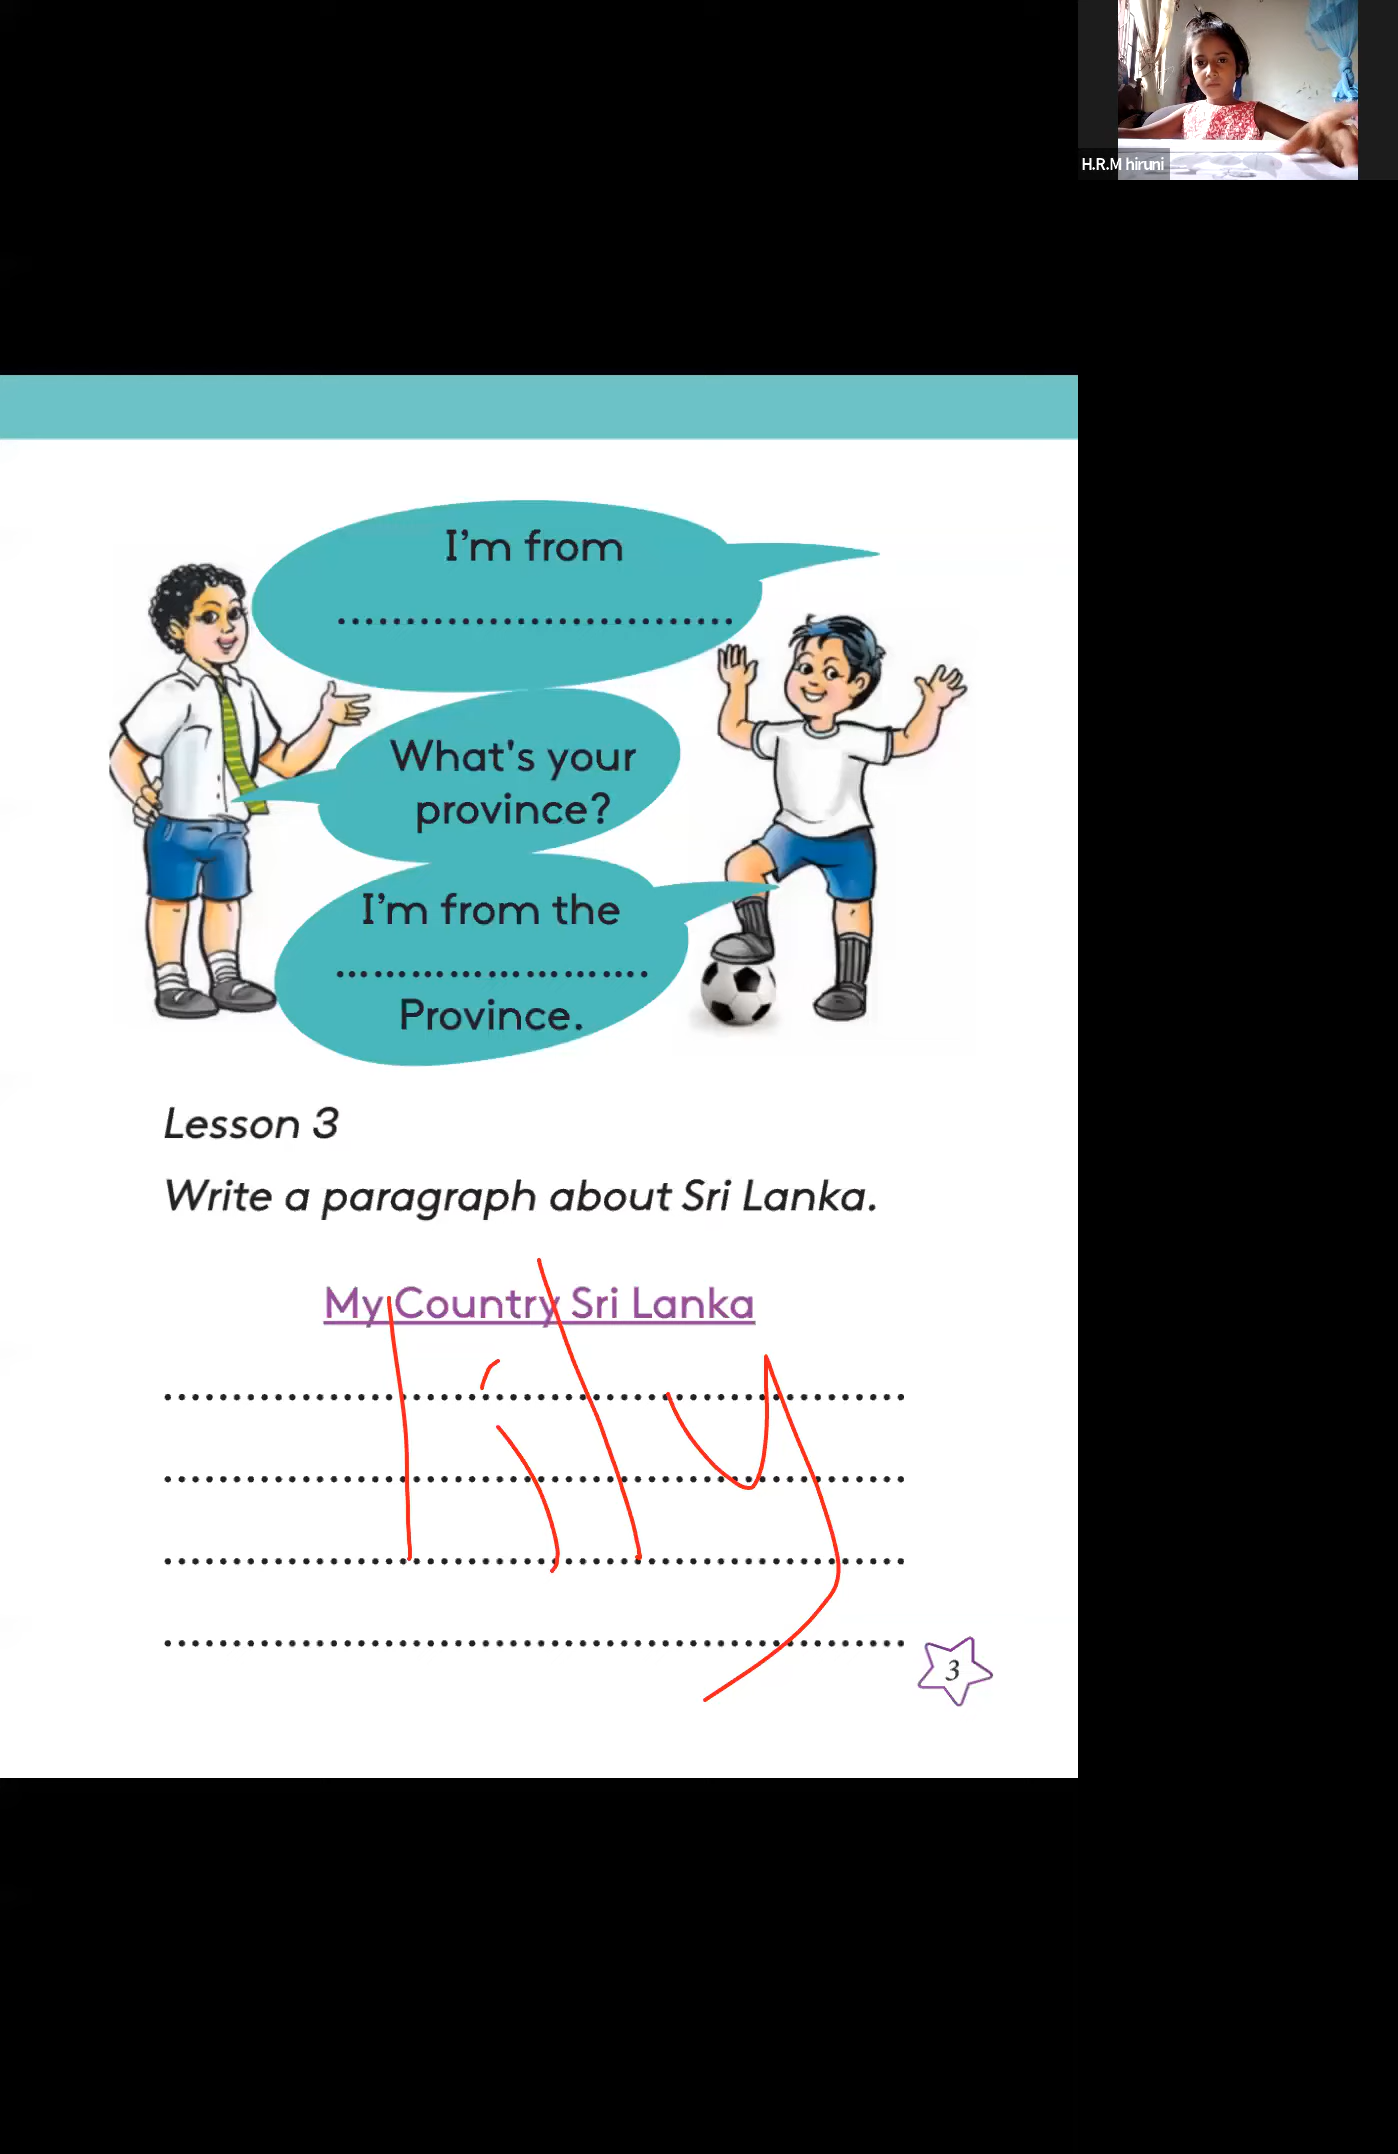 H.R.M hiruni
I'm from
............................
What's your
province?
I'm from the
............................
Province.
Lesson 3
Write a paragraph about Sri Lanka.
My Country Sri Lanka
......................................................
......................................................
......................................................
......................................................
3